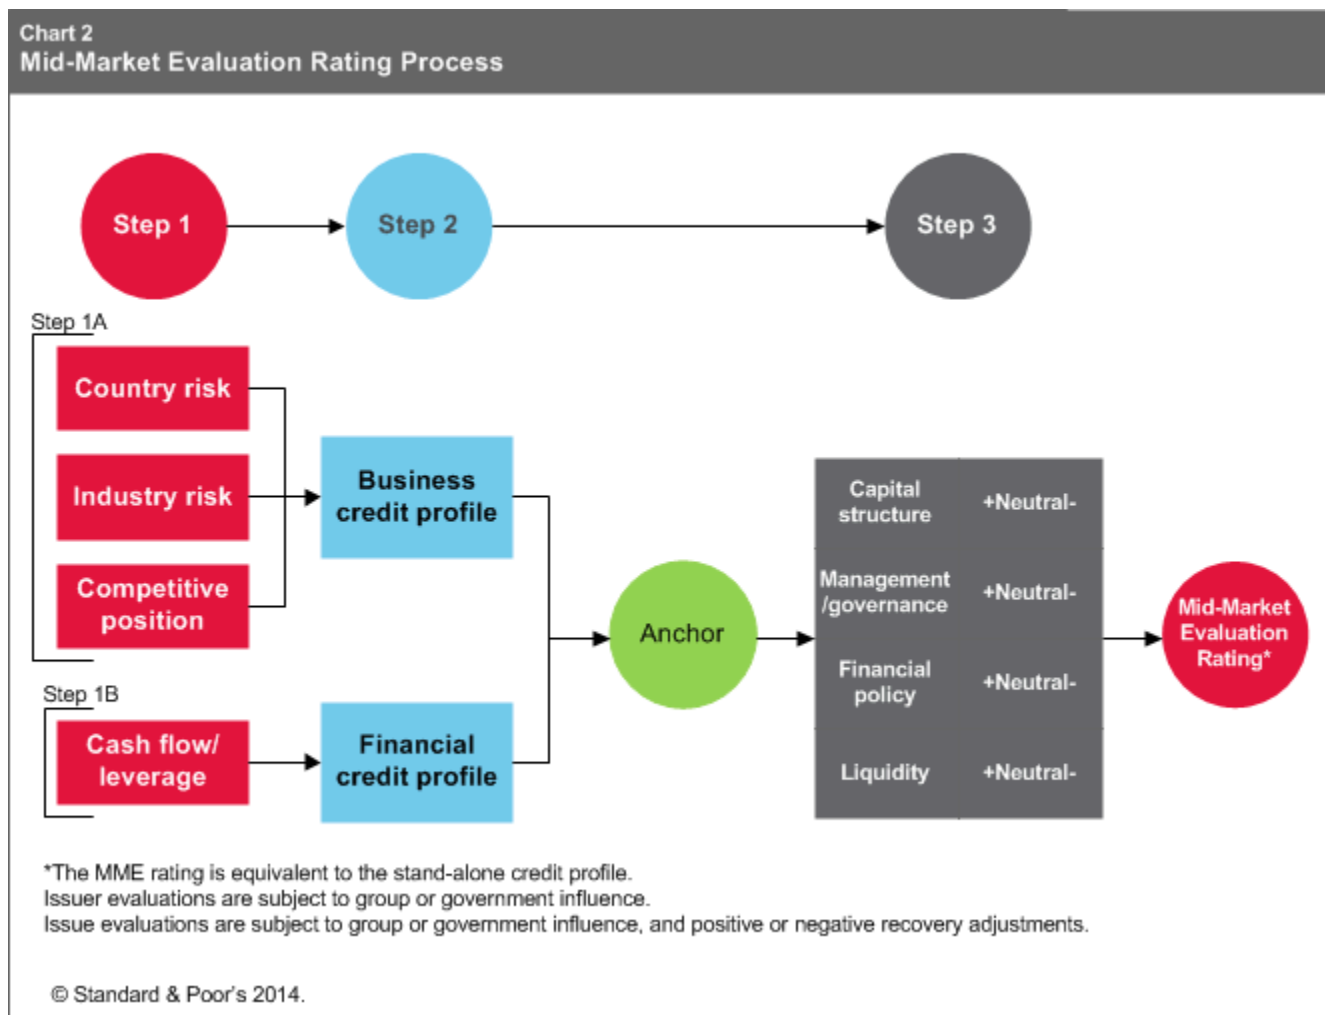 Chart 2
Mid-Market Evaluation Rating Process
Step 1
Step 2
Step 3
Step 1A
Country risk
Industry risk
Competitive
position
Business
credit profile
Step 1B
Cash flow/
leverage
Financial
credit profile
Anchor
Capital
structure
+Neutral-
Management
/governance
+Neutral-
Financial
policy
+Neutral-
Liquidity
+Neutral-
Mid-Market
Evaluation
Rating*
*The MME rating is equivalent to the stand-alone credit profile.
Issuer evaluations are subject to group or government influence.
Issue evaluations are subject to group or government influence, and positive or negative recovery adjustments.
© Standard & Poor's 2014.